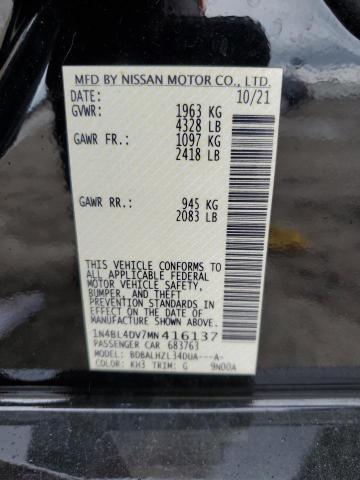 MFD BY NISSAN MOTOR CO., LTD.
DATE: 10/21
GVWR: 1963 KG
4328 LB
GAWR FR: 1097 KG
2418 LB
GAWR RR: 945 KG
2083 LB
THIS VEHICLE CONFORMS TO
ALL APPLICABLE FEDERAL
MOTOR VEHICLE SAFETY,
BUMPER, AND THEFT
PREVENTION STANDARDS IN
EFFECT ON THE DATE OF
MANUFACTURE SHOWN ABOVE.
1N4BL4DV7MN416137
PASSENGER CAR 683763
MODEL: BDBALHZL34DUA---A-
COLOR: KH3 TRIM: G 9N00A